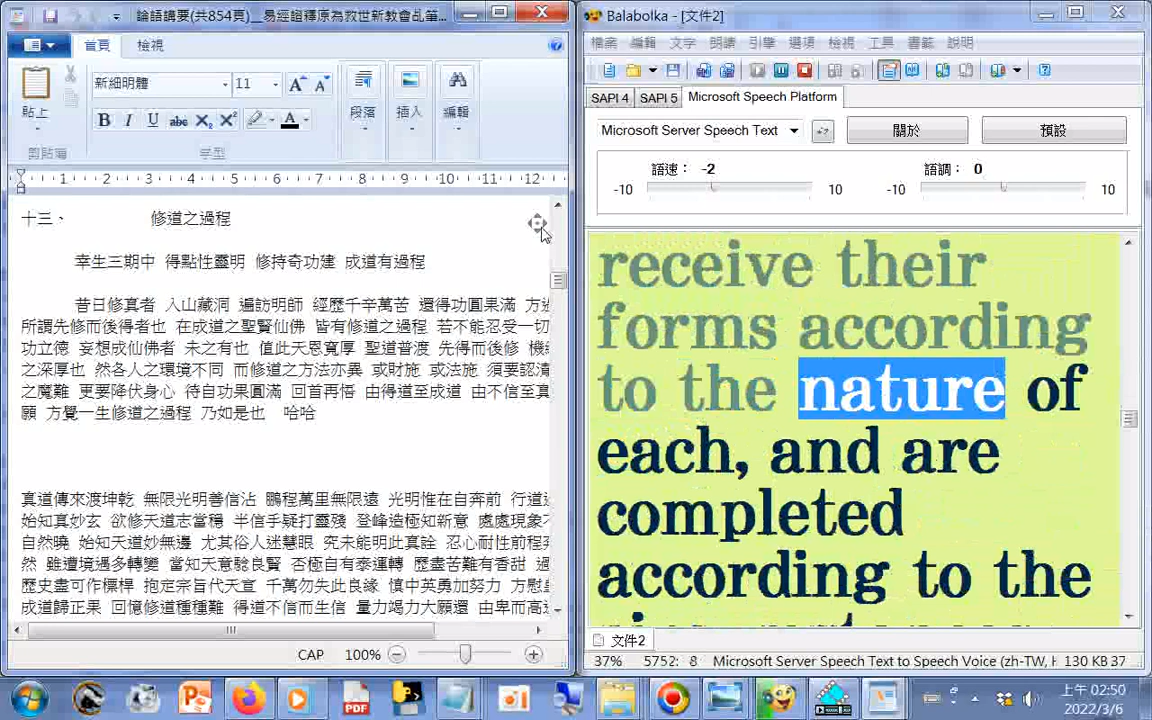 論語講要(共854頁)__易經證釋原為救世新教會乩筆...
首頁
檢視
新細明體
11
貼上
段落
插入
編輯
剪貼簿
字型
1 2 3 4 5 6 7 8 9 10 11 12
十三、 修道之過程
幸生三期中 得點性靈明 修持奇功建 成道有過程
昔日修真者 入山藏洞 遍訪明師 經歷千辛萬苦 還得功圓果滿
所謂先修而後得者也 在成道之聖賢仙佛 皆有修道之過程 若不能忍受一切
功立德 妄想成仙佛者 未之有也 值此天恩寬厚 聖道普渡 先得而後修
之深厚也 然各人之環境不同 而修道之方法亦異 或財施 或法施 須要認清
之魔難 更要降伏身心 待自功果圓滿 回首再悟 由得道至成道 由不信至真
願 方覺一生修道之過程 乃如是也 哈哈
真道傳來渡坤乾 無限光明善信沾 鵬程萬里無限遠 光明惟在自奔前 行道
始知真妙玄 欲修天道志當穩 半信乎疑打靈殘 登峰造極知新意 處處現象
自然曉 始知天道妙無邊 尤其俗人迷慧眼 究未能明此真詮 忍心耐性前程
然 雖遭境遇多轉變 當知天意聩良賢 否極自有泰運轉 歷盡苦難有香甜
歷史盡可作標桿 抱定宗旨代天宣 千萬勿失此良緣 慎中英勇加努力 方慰
成道歸正果 回憶修道種種難 得道不信而生信 量力竭力大願還 由卑而高
CAP 100%
Balabolka - [文件2]
檔案 編輯 文字 朗讀 引擎 選項 檢視 工具 書籤 說明
SAPI 4 SAPI 5 Microsoft Speech Platform
Microsoft Server Speech Text
關於
預設
語速： -2
語調： 0
-10 10 -10 10
receive their
forms according
to the nature of
each, and are
completed
according to the
文件2
37% 5752: 8 Microsoft Server Speech Text to Speech Voice (zh-TW, H 130 KB 37
上午 02:50
2022/3/6